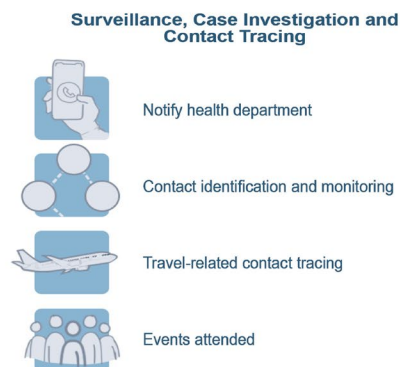 Surveillance, Case Investigation and
Contact Tracing
Notify health department
Contact identification and monitoring
Travel-related contact tracing
Events attended